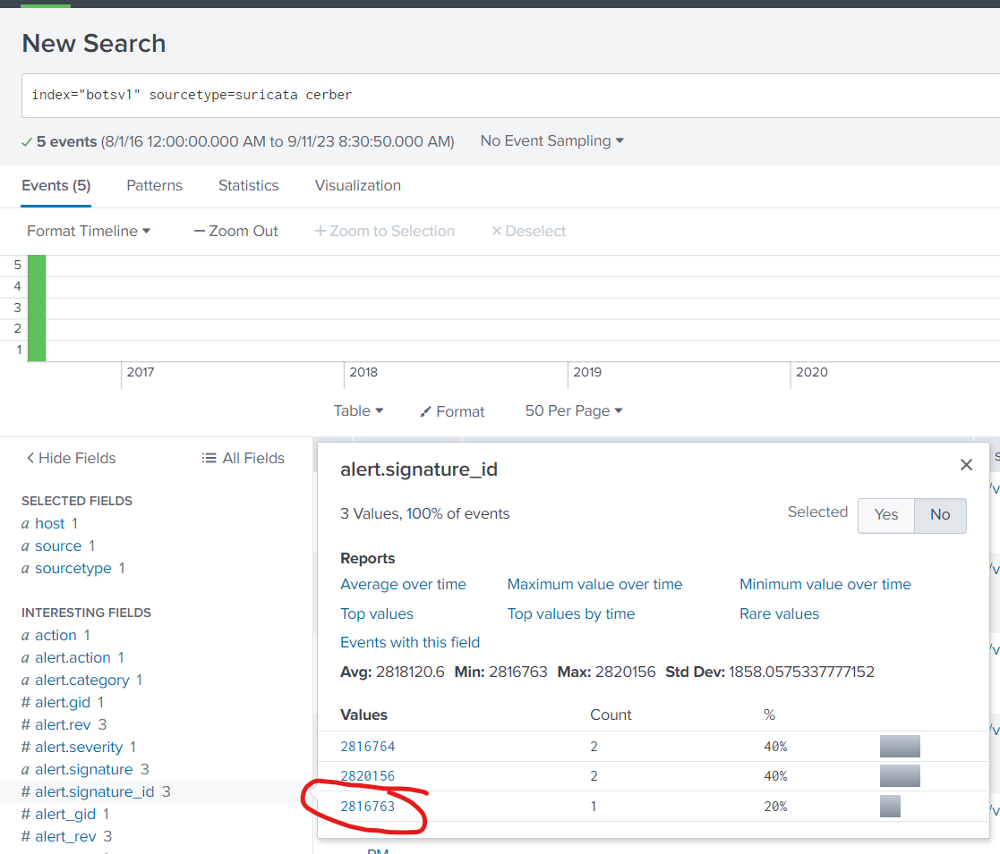 New Search
index="botsv1" sourcetype=suricata cerber
5 events (8/1/16 12:00:00.000 AM to 9/11/23 8:30:50.000 AM) No Event Sampling
Events (5) Patterns Statistics Visualization
Format Timeline — Zoom Out + Zoom to Selection × Deselect
5
4
3
2
1
2017 2018 2019 2020
Table Format 50 Per Page
< Hide Fields All Fields
SELECTED FIELDS
a host 1
a source 1
a sourcetype 1
INTERESTING FIELDS
a action 1
a alert.action 1
a alert.category 1
# alert.gid 1
# alert.rev 3
# alert.severity 1
a alert.signature 3
# alert.signature_id 3
# alert_gid 1
# alert_rev 3
alert.signature_id
3 Values, 100% of events Selected Yes No
Reports
Average over time Maximum value over time Minimum value over time
Top values Top values by time Rare values
Events with this field
Avg: 2818120.6 Min: 2816763 Max: 2820156 Std Dev: 1858.0575337777152
Values Count %
2816764 2 40%
2820156 2 40%
2816763 1 20%
PM